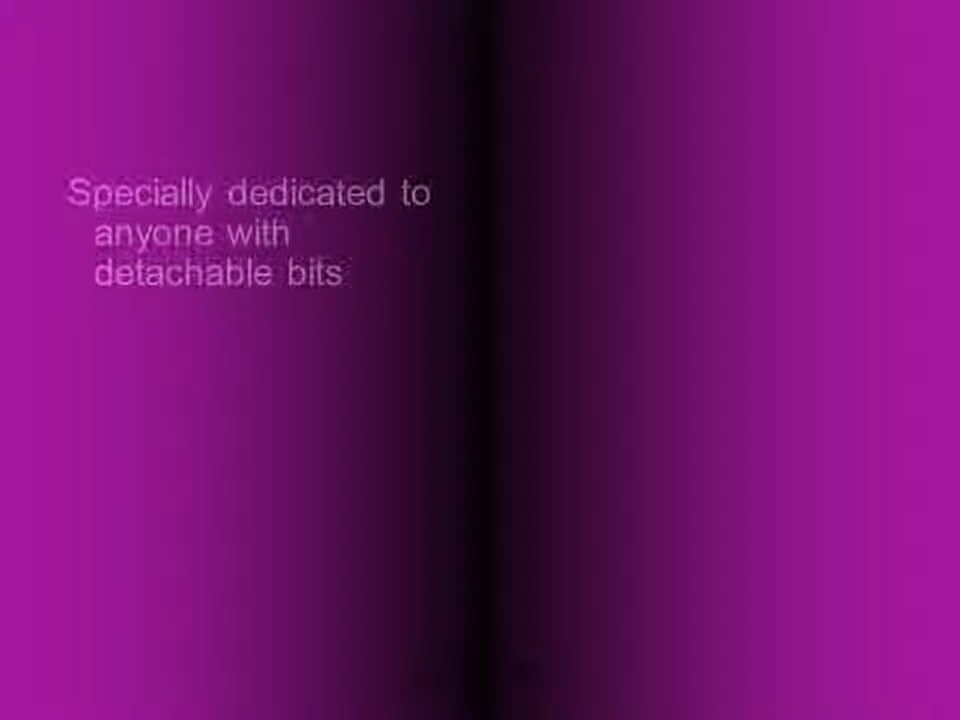 Specially dedicated to
anyone with
detachable bits